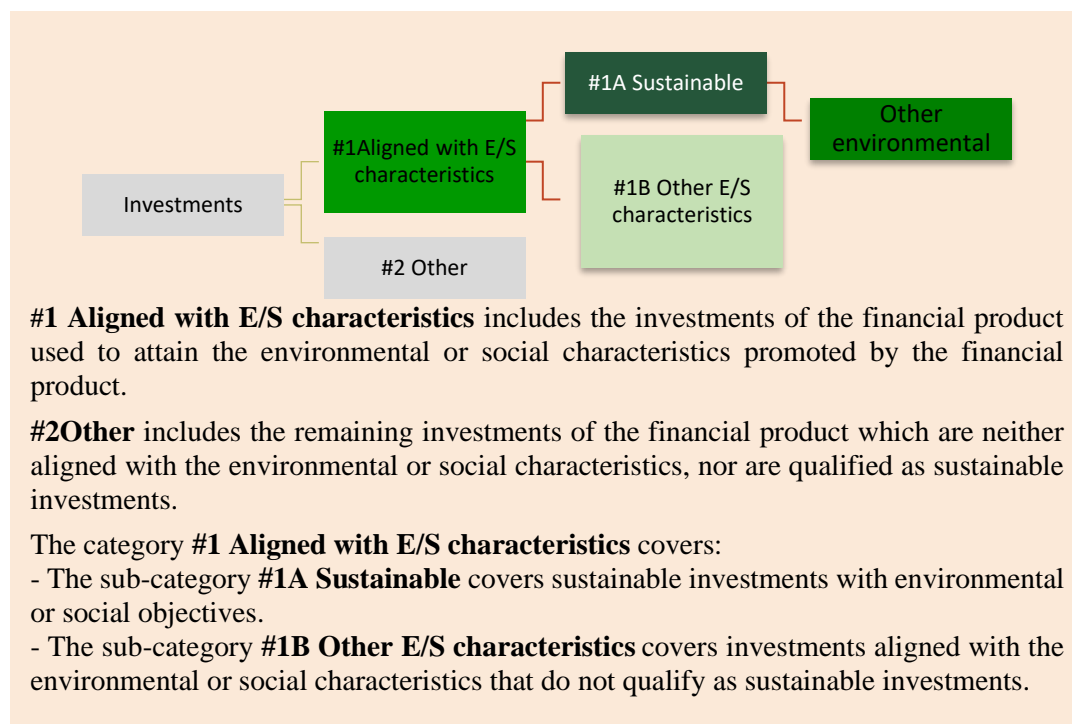 #1A Sustainable
Other
environmental
#1Aligned with E/S
characteristics
#1B Other E/S
characteristics
Investments
#2 Other
#1 Aligned with E/S characteristics includes the investments of the financial product
used to attain the environmental or social characteristics promoted by the financial
product.
#2Other includes the remaining investments of the financial product which are neither
aligned with the environmental or social characteristics, nor are qualified as sustainable
investments.
The category #1 Aligned with E/S characteristics covers:
- The sub-category #1A Sustainable covers sustainable investments with environmental
or social objectives.
- The sub-category #1B Other E/S characteristics covers investments aligned with the
environmental or social characteristics that do not qualify as sustainable investments.